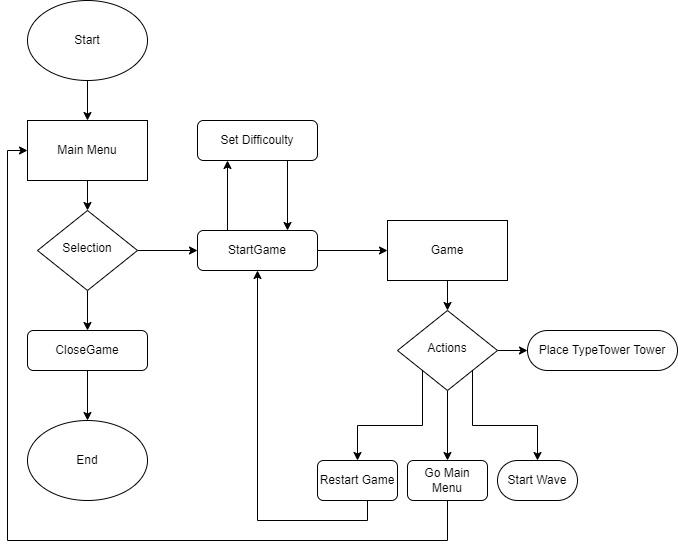 Start
Main Menu
Set Difficoulty
Selection
StartGame
Game
CloseGame
Actions
Place TypeTower Tower
End
Restart Game
Go Main
Menu
Start Wave